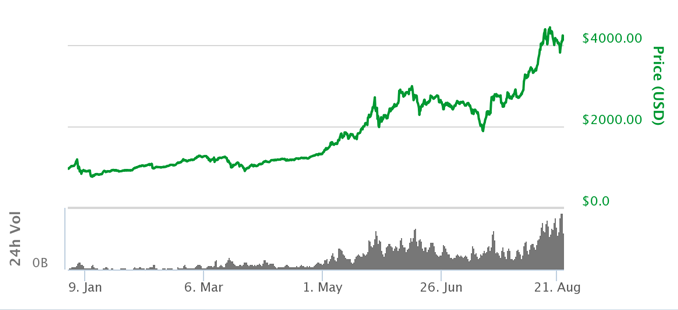 $4000.00
$2000.00
$0.0
Price (USD)
24h Vol
0B
9. Jan
6. Mar
1. May
26. Jun
21. Aug